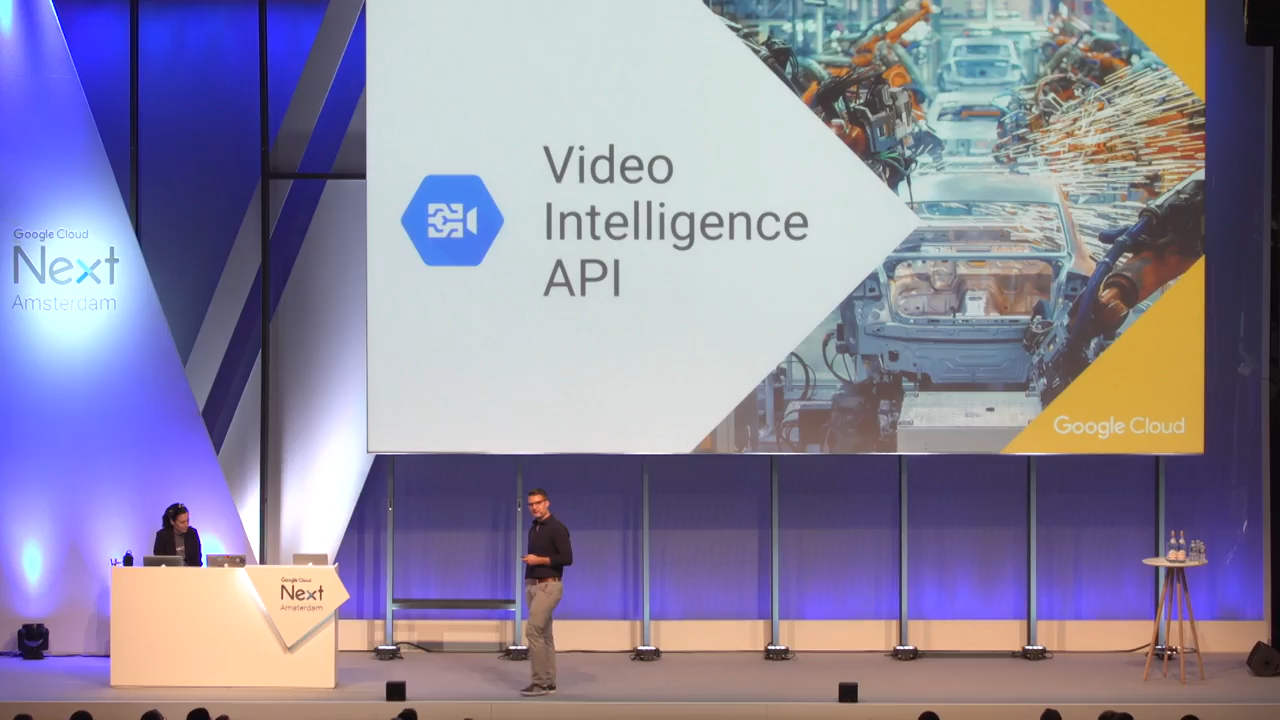 Google Cloud
Next
Amsterdam
Video
Intelligence
API
Google Cloud
Google Cloud
Next
Amsterdam